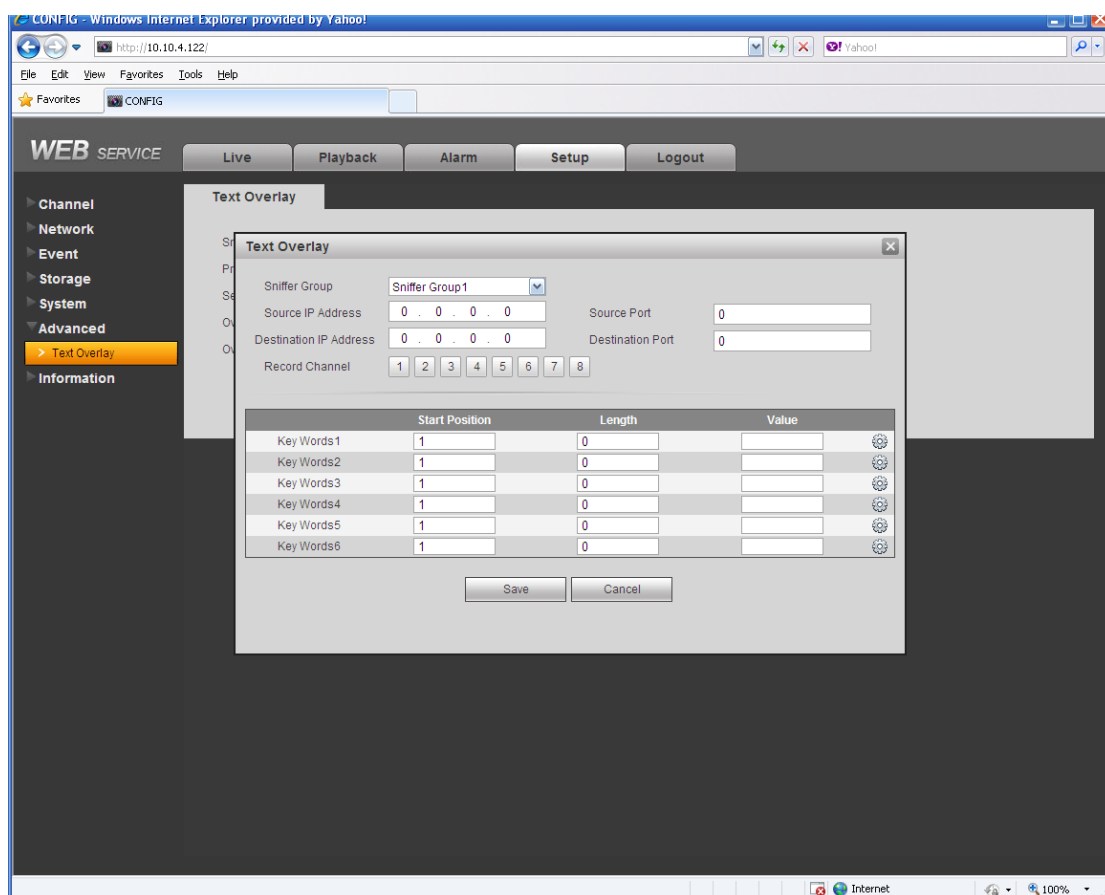 CONFIG - Windows Internet Explorer provided by Yahoo!
http://10.10.4.122/
Yahoo!
File Edit View Favorites Tools Help
Favorites CONFIG
WEB SERVICE Live Playback Alarm Setup Logout
Channel
Network
Event
Storage
System
Advanced
> Text Overlay
Information
Text Overlay
Text Overlay
Sniffer Group Sniffer Group1
Source IP Address 0 . 0 . 0 . 0 Source Port 0
Destination IP Address 0 . 0 . 0 . 0 Destination Port 0
Record Channel 1 2 3 4 5 6 7 8
Start Position Length Value
Key Words1 1 0
Key Words2 1 0
Key Words3 1 0
Key Words4 1 0
Key Words5 1 0
Key Words6 1 0
Save Cancel
Internet 100%